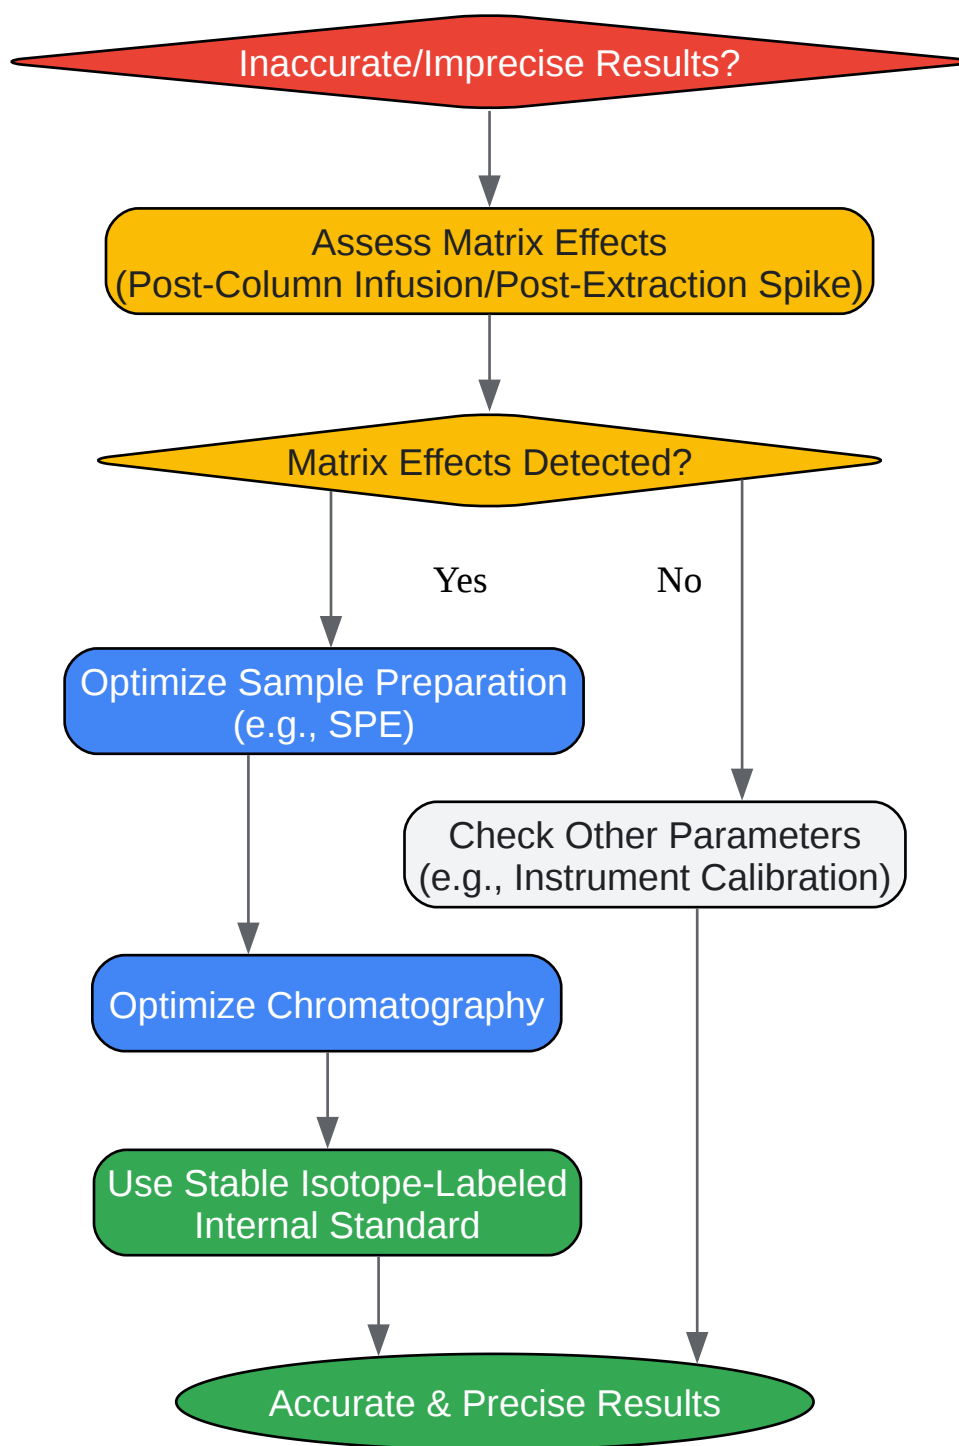 Inaccurate/Imprecise Results?
Assess Matrix Effects
(Post-Column Infusion/Post-Extraction Spike)
Matrix Effects Detected?
Yes
No
Optimize Sample Preparation
(e.g., SPE)
Check Other Parameters
(e.g., Instrument Calibration)
Optimize Chromatography
Use Stable Isotope-Labeled
Internal Standard
Accurate & Precise Results